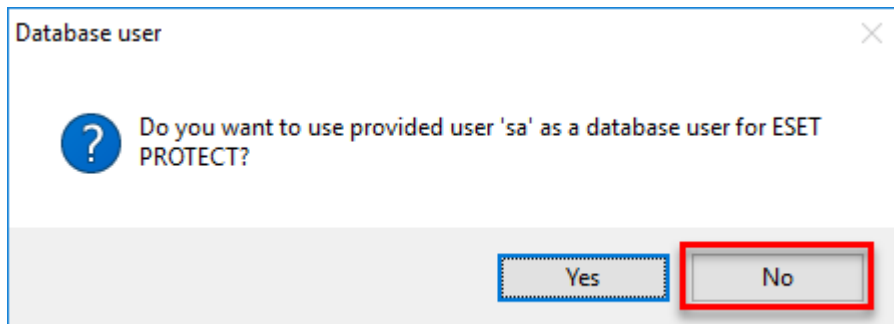 Database user
Do you want to use provided user 'sa' as a database user for ESET
PROTECT?
Yes
No